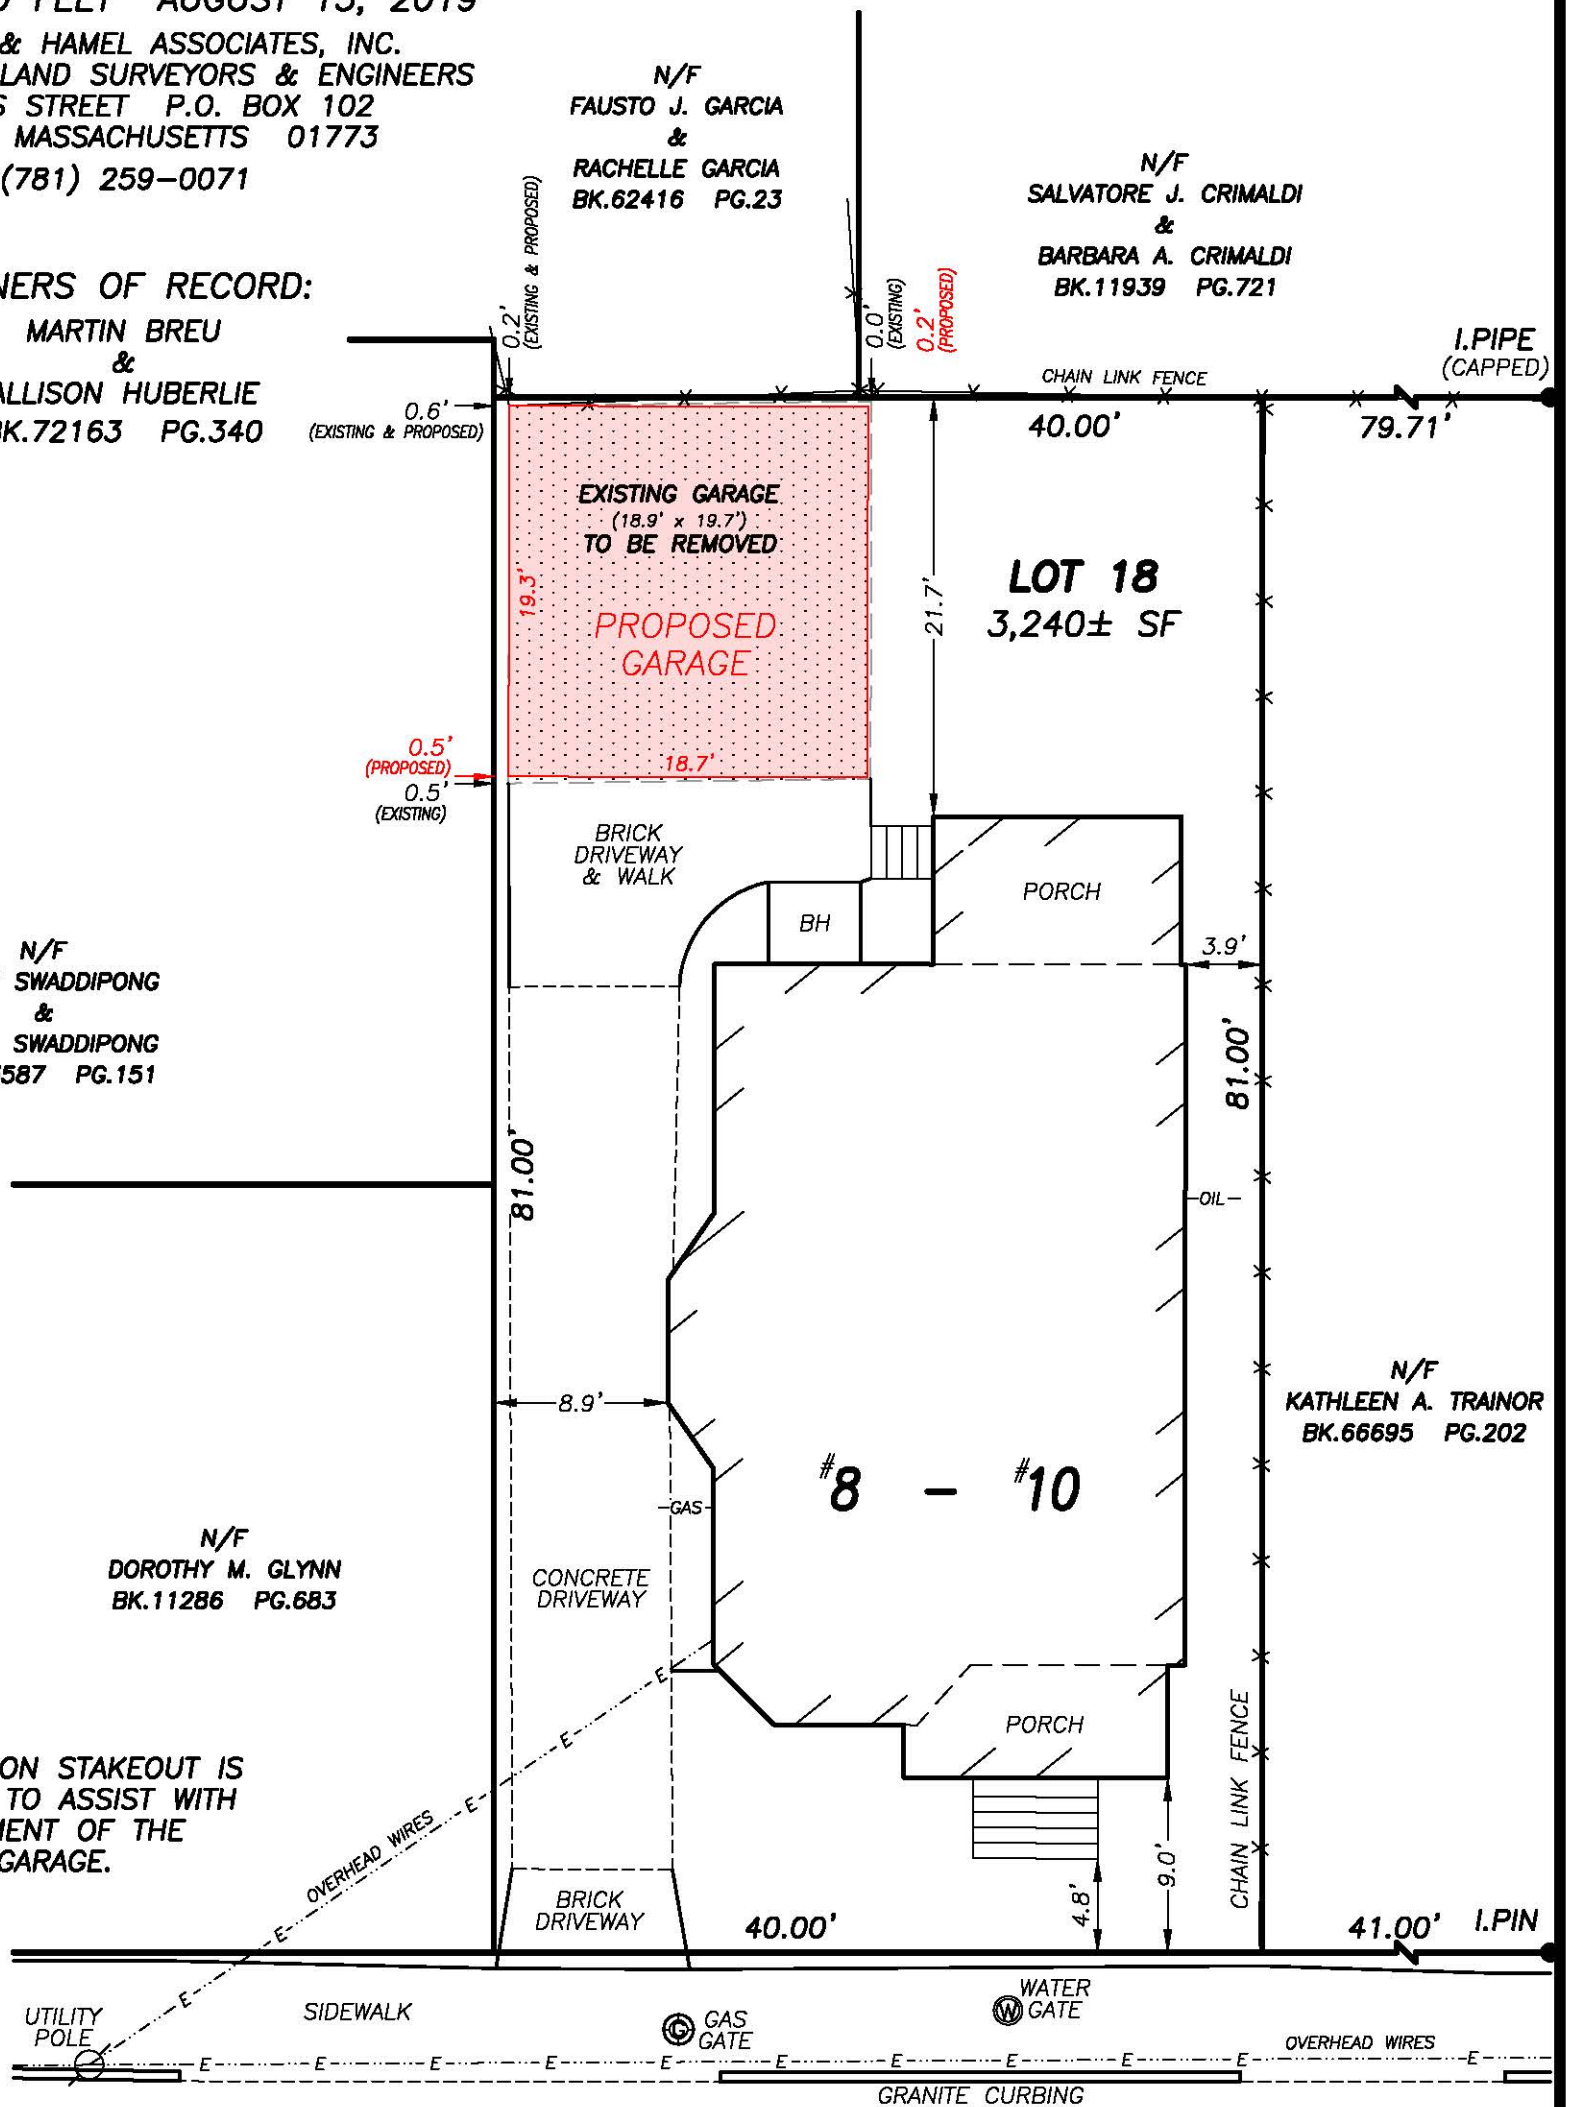 FEET AUGUST 15, 2019
& HAMEL ASSOCIATES, INC.
LAND SURVEYORS & ENGINEERS
STREET P.O. BOX 102
MASSACHUSETTS 01773
(781) 259-0071
OF RECORD:
MARTIN BREU
&
HUBERLIE
PG.340
N/F
FAUSTO J. GARCIA
&
RACHELLE GARCIA
BK.62416 PG.23
N/F
SALVATORE J. CRIMALDI
&
BARBARA A. CRIMALDI
BK.11939 PG.721
0.2'
(EXISTING & PROPOSED)
0.0'
(EXISTING)
0.2'
(PROPOSED)
I.PIPE
(CAPPED)
CHAIN LINK FENCE
40.00'
79.71'
0.6'
(EXISTING & PROPOSED)
EXISTING GARAGE
(18.9' x 19.7')
TO BE REMOVED
19.3'
PROPOSED
GARAGE
18.7'
21.7'
LOT 18
3,240± SF
0.5'
(PROPOSED)
0.5'
(EXISTING)
BRICK
DRIVEWAY
& WALK
BH
PORCH
3.9'
N/F
SWADDIPONG
&
SWADDIPONG
PG.151
81.00'
81.00'
-OIL-
8.9'
N/F
KATHLEEN A. TRAINOR
BK.66695 PG.202
#8 - #10
-GAS-
N/F
DOROTHY M. GLYNN
BK.11286 PG.683
CONCRETE
DRIVEWAY
E
PORCH
E
CHAIN LINK FENCE
STAKEOUT IS
TO ASSIST WITH
OF THE
GARAGE.
E
OVERHEAD WIRES
4.8'
9.0'
BRICK
DRIVEWAY
40.00'
41.00'
I.PIN
E
E
UTILITY
POLE
SIDEWALK
G
GAS
GATE
W
WATER
GATE
OVERHEAD WIRES
E E E E E E E E E E E E
GRANITE CURBING